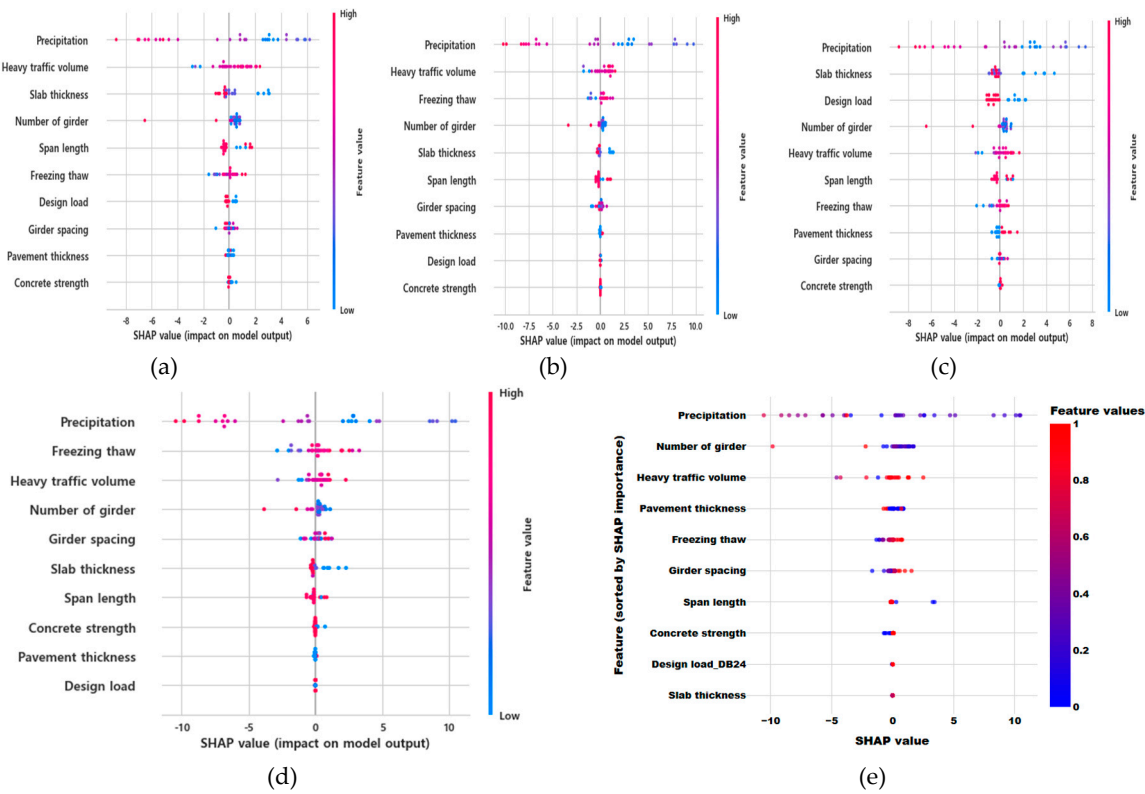 High
Precipitation
Heavy traffic volume
Slab thickness
Number of girder
Span length
Freezing thaw
Design load
Girder spacing
Pavement thickness
Concrete strength
Feature value
Low
-8 -6 -4 -2 0 2 4 6
SHAP value (impact on model output)
(a)
High
Precipitation
Heavy traffic volume
Freezing thaw
Number of girder
Slab thickness
Span length
Girder spacing
Pavement thickness
Design load
Concrete strength
Feature value
Low
-10.0 -7.5 -5.0 -2.5 0.0 2.5 5.0 7.5 10.0
SHAP value (impact on model output)
(b)
High
Precipitation
Slab thickness
Design load
Number of girder
Heavy traffic volume
Span length
Freezing thaw
Pavement thickness
Girder spacing
Concrete strength
Feature value
Low
-8 -6 -4 -2 0 2 4 6 8
SHAP value (impact on model output)
(c)
High
Precipitation
Freezing thaw
Heavy traffic volume
Number of girder
Girder spacing
Slab thickness
Span length
Concrete strength
Pavement thickness
Design load
Feature value
Low
-10 -5 0 5 10
SHAP value (impact on model output)
(d)
Feature values
Feature (sorted by SHAP importance)
Precipitation
Number of girder
Heavy traffic volume
Pavement thickness
Freezing thaw
Girder spacing
Span length
Concrete strength
Design load_DB24
Slab thickness
1
0.8
0.6
0.4
0.2
0
−10 −5 0 5 10
SHAP value
(e)